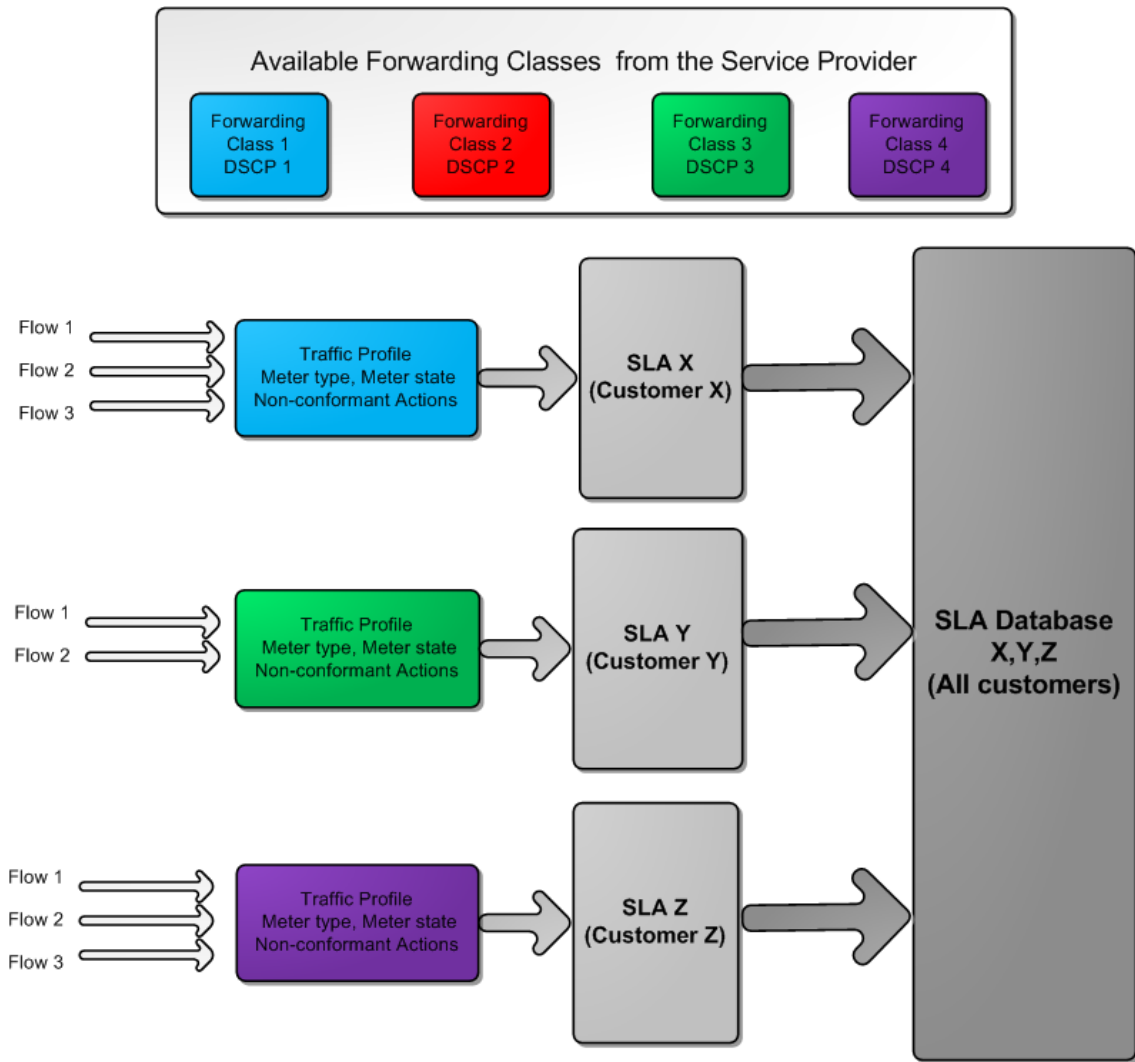 Available Forwarding Classes from the Service Provider
Forwarding
Class 1
DSCP 1
Forwarding
Class 2
DSCP 2
Forwarding
Class 3
DSCP 3
Forwarding
Class 4
DSCP 4
Flow 1
Flow 2
Flow 3
Traffic Profile
Meter type, Meter state
Non-conformant Actions
SLA X
(Customer X)
Flow 1
Flow 2
Traffic Profile
Meter type, Meter state
Non-conformant Actions
SLA Y
(Customer Y)
SLA Database
X,Y,Z
(All customers)
Flow 1
Flow 2
Flow 3
Traffic Profile
Meter type, Meter state
Non-conformant Actions
SLA Z
(Customer Z)